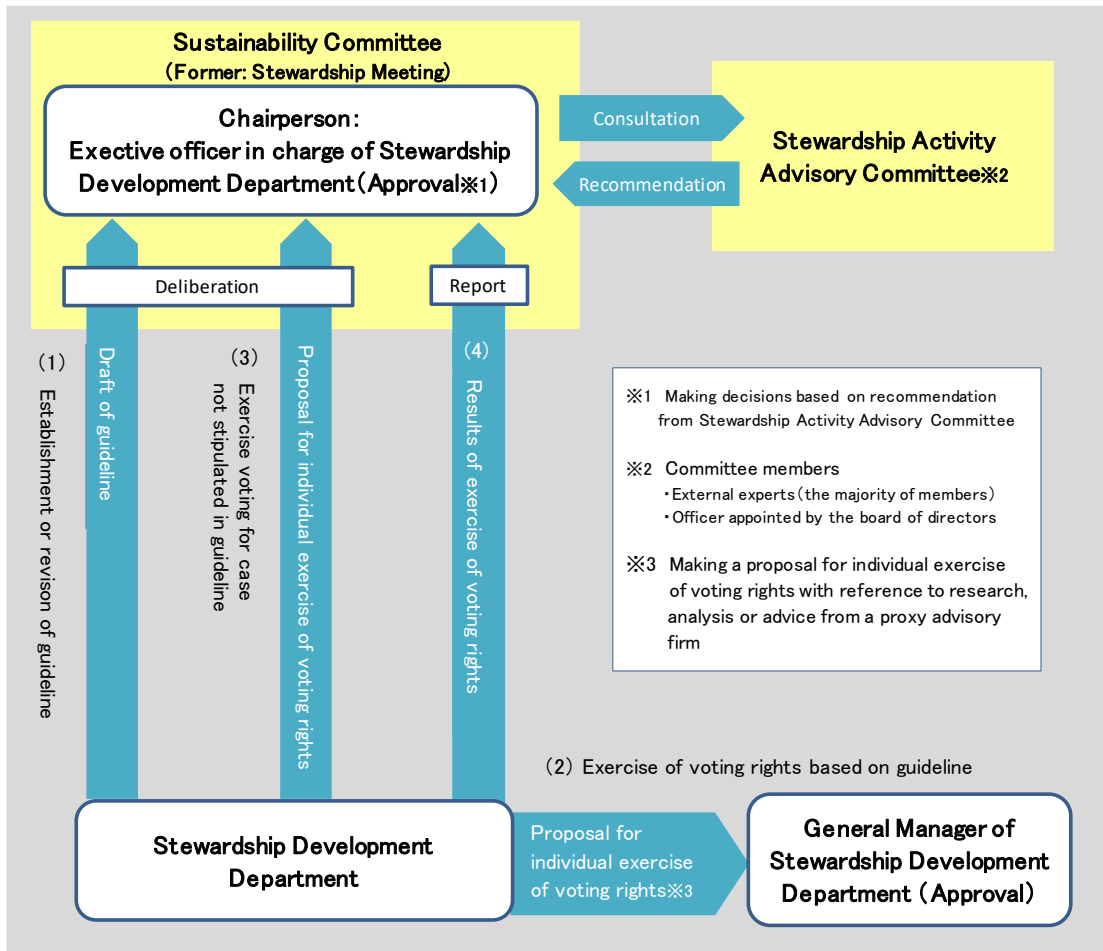 Sustainability Committee
(Former: Stewardship Meeting)
Chairperson:
Exective officer in charge of Stewardship
Development Department(Approval※1)
Consultation
Recommendation
Stewardship Activity
Advisory Committee※2
Deliberation
Report
(1) Establishment or revison of guideline
Draft of guideline
(3) Exercise voting for case
not stipulated in guideline
Proposal for individual exercise of voting rights
(4) Results of exercise of voting rights
※1 Making decisions based on recommendation
from Stewardship Activity Advisory Committee
※2 Committee members
・External experts(the majority of members)
・Officer appointed by the board of directors
※3 Making a proposal for individual exercise
of voting rights with reference to research,
analysis or advice from a proxy advisory
firm
(2) Exercise of voting rights based on guideline
Stewardship Development
Department
Proposal for
individual exercise
of voting rights※3
General Manager of
Stewardship Development
Department (Approval)